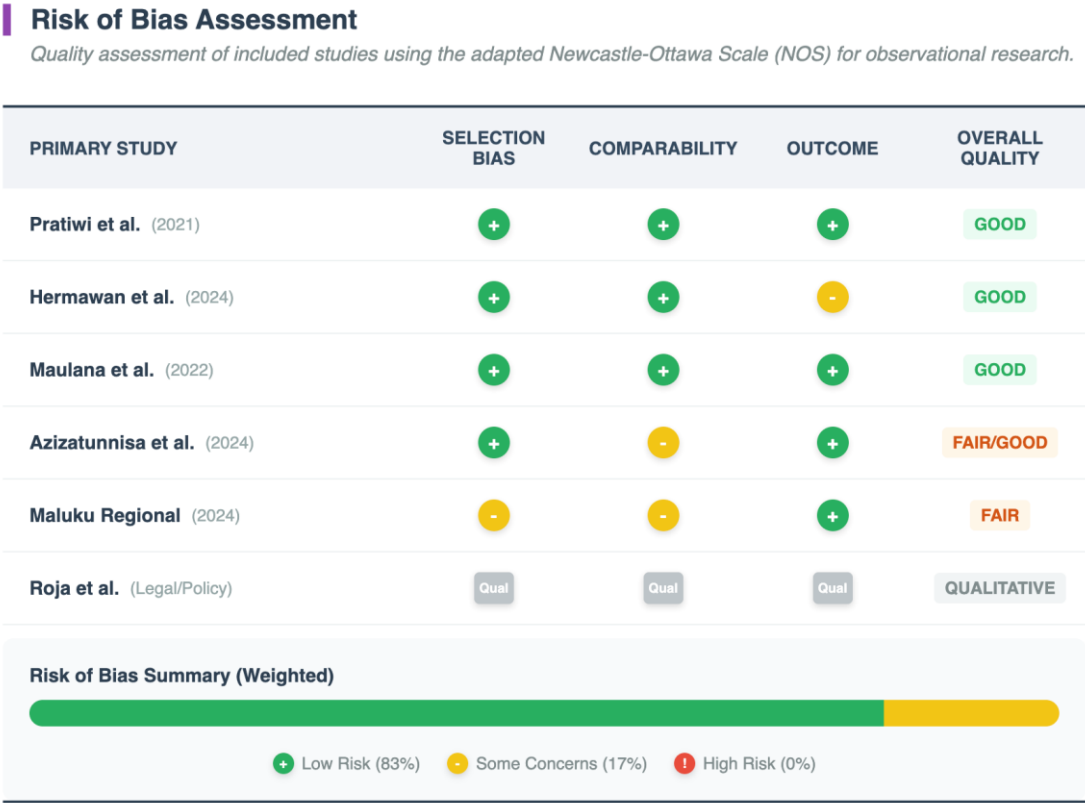 Risk of Bias Assessment
Quality assessment of included studies using the adapted Newcastle-Ottawa Scale (NOS) for observational research.
PRIMARY STUDY SELECTION BIAS COMPARABILITY OUTCOME OVERALL QUALITY
Pratiwi et al. (2021) + + + GOOD
Hermawan et al. (2024) + + - GOOD
Maulana et al. (2022) + + + GOOD
Azizatunnisa et al. (2024) + - + FAIR/GOOD
Maluku Regional (2024) - - + FAIR
Roja et al. (Legal/Policy) Qual Qual Qual QUALITATIVE
Risk of Bias Summary (Weighted)
+ Low Risk (83%) - Some Concerns (17%) ! High Risk (0%)